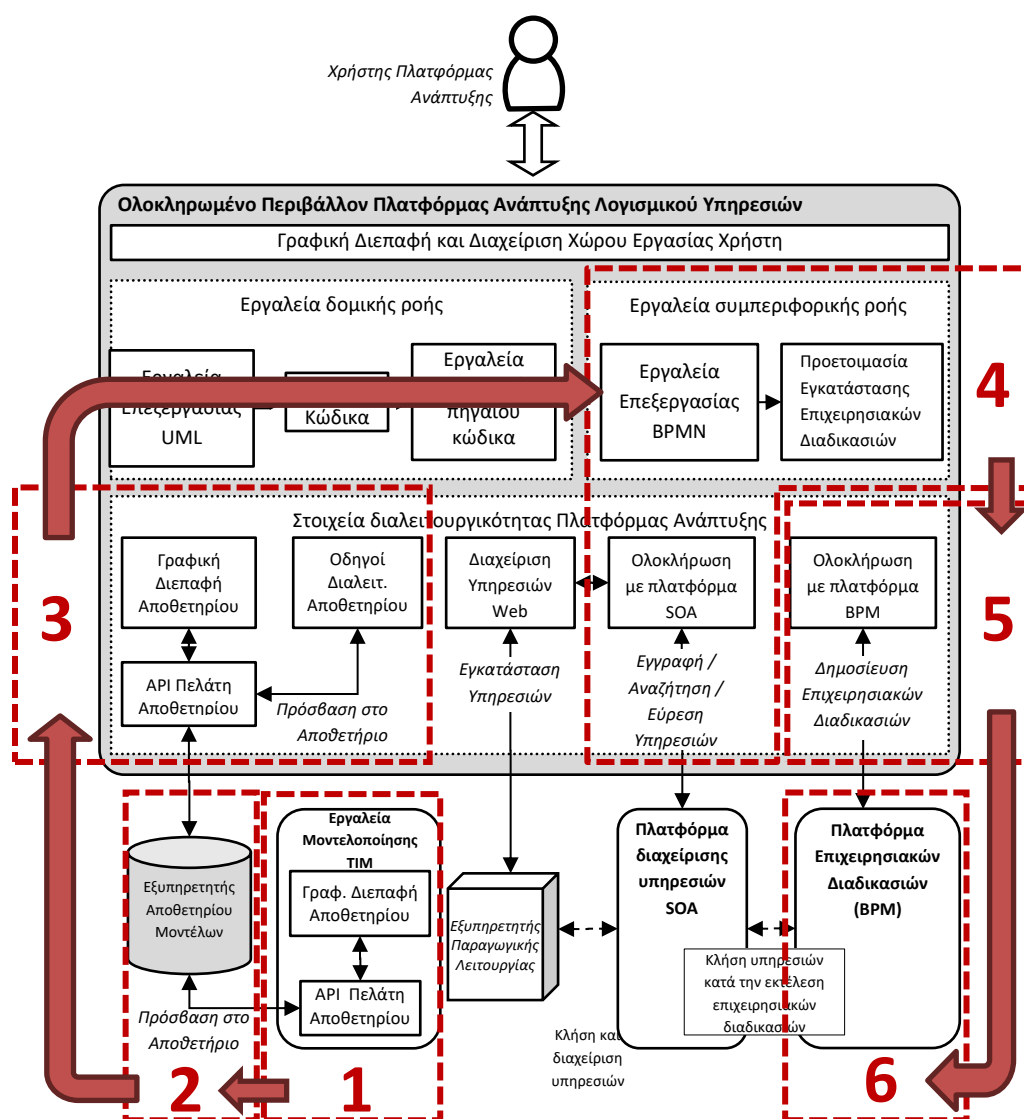 Χρήστης Πλατφόρμας
Ανάπτυξης
Ολοκληρωμένο Περιβάλλον Πλατφόρμας Ανάπτυξης Λογισμικού Υπηρεσιών
Γραφική Διεπαφή και Διαχείριση Χώρου Εργασίας Χρήστη
Εργαλεία δομικής ροής
Επεξεργασίας
UML
Κώδικα
Εργαλεία
πηγαίου
κώδικα
Εργαλεία συμπεριφορικής ροής
Εργαλεία
Επεξεργασίας
BPMN
Προετοιμασία
Εγκατάστασης
Επιχειρησιακών
Διαδικασιών
4
Στοιχεία διαλειτουργικότητας Πλατφόρμας Ανάπτυξης
3
Γραφική
Διεπαφή
Αποθετηρίου
Οδηγοί
Διαλειτ.
Αποθετηρίου
Διαχείριση
Υπηρεσιών
Web
Ολοκλήρωση
με πλατφόρμα
SOA
Ολοκλήρωση
με πλατφόρμα
BPM
5
API Πελάτη
Αποθετηρίου
Πρόσβαση στο
Αποθετήριο
Εγκατάσταση
Υπηρεσιών
Εγγραφή /
Αναζήτηση /
Εύρεση
Υπηρεσιών
Δημοσίευση
Επιχειρησιακών
Διαδικασιών
Εξυπηρετητής
Αποθετηρίου
Μοντέλων
Πρόσβαση στο
Αποθετήριο
2
Εργαλεία
Μοντελοποίησης
TIM
Γραφ. Διεπαφή
Αποθετηρίου
API Πελάτη
Αποθετηρίου
1
Εξυπηρετητής
Παραγωγικής
Λειτουργίας
Πλατφόρμα
διαχείρισης
υπηρεσιών
SOA
Κλήση και
διαχείριση
υπηρεσιών
Πλατφόρμα
Επιχειρησιακών
Διαδικασιών
(BPM)
Κλήση υπηρεσιών
κατά την εκτέλεση
επιχειρησιακών
διαδικασιών
6